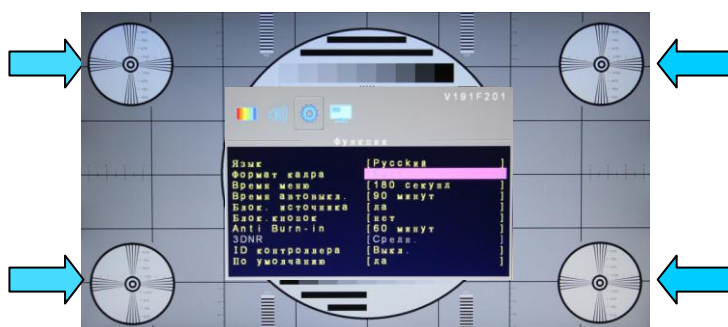 V191F201
Функция
Язык [Русский ]
Формат кадра
Время меню [180 секунд ]
Время автовыкл. [90 минут ]
Блок. источника [да ]
Блок.кнопок [нет ]
Anti Burn-in [60 минут ]
3DNR [Средн. ]
ID контроллера [Выкл. ]
По умолчанию [да ]